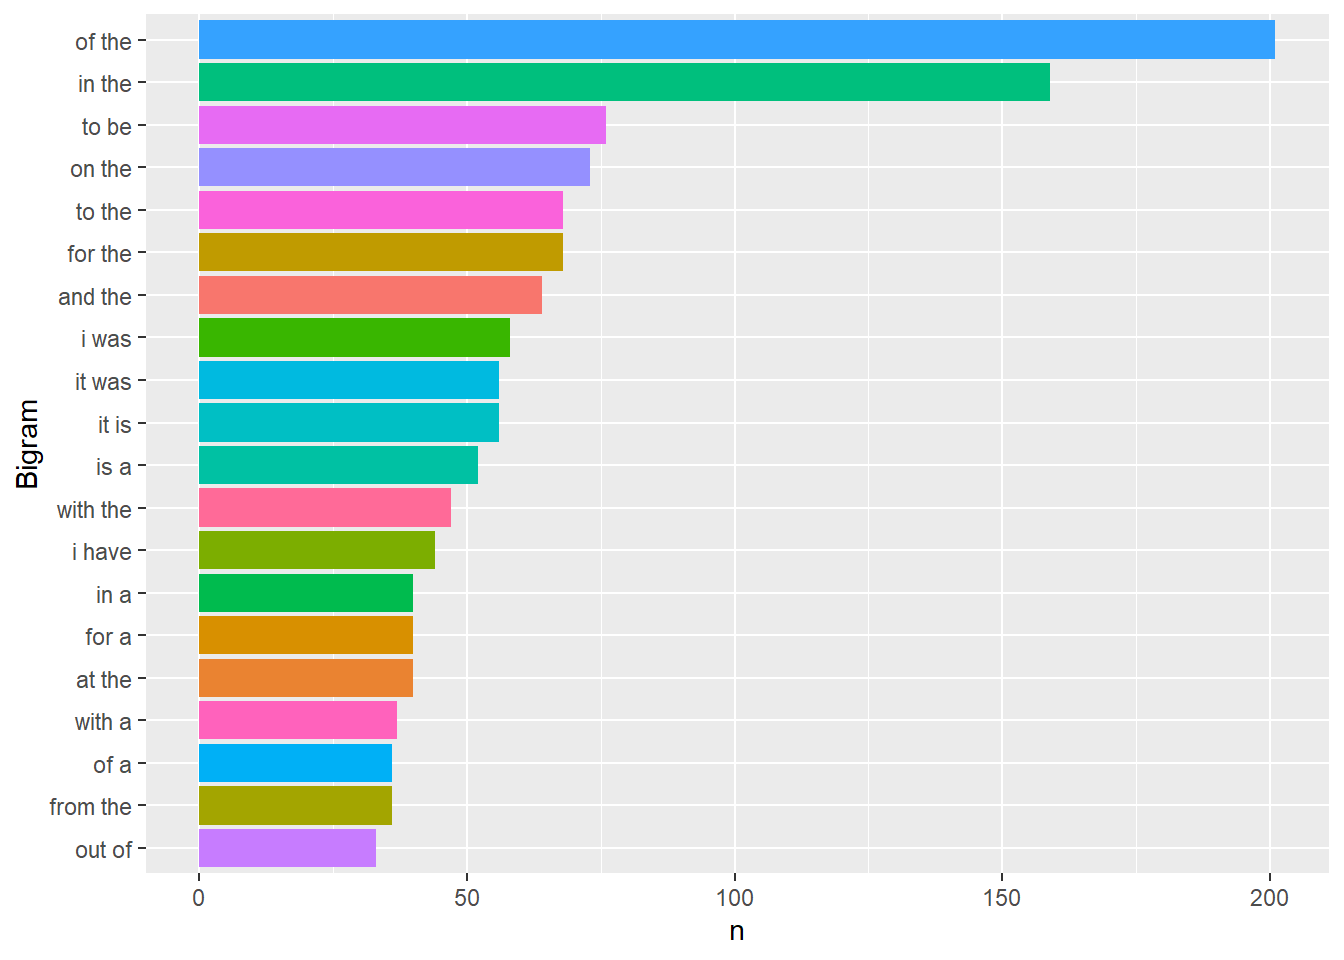 of the
in the
to be
on the
to the
for the
and the
i was
it was
it is
is a
with the
i have
in a
for a
at the
with a
of a
from the
out of
Bigram
0 50 100 150 200
n